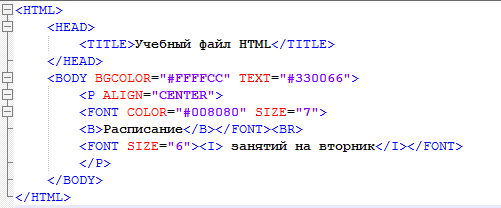 <HTML>
<HEAD>
<TITLE>Учебный файл HTML</TITLE>
</HEAD>
<BODY BGCOLOR="#FFFFCC" TEXT="#330066">
<P ALIGN="CENTER">
<FONT COLOR="#008080" SIZE="7">
<B>Расписание</B></FONT><BR>
<FONT SIZE="6"><I> занятий на вторник</I></FONT>
</P>
</BODY>
</HTML>